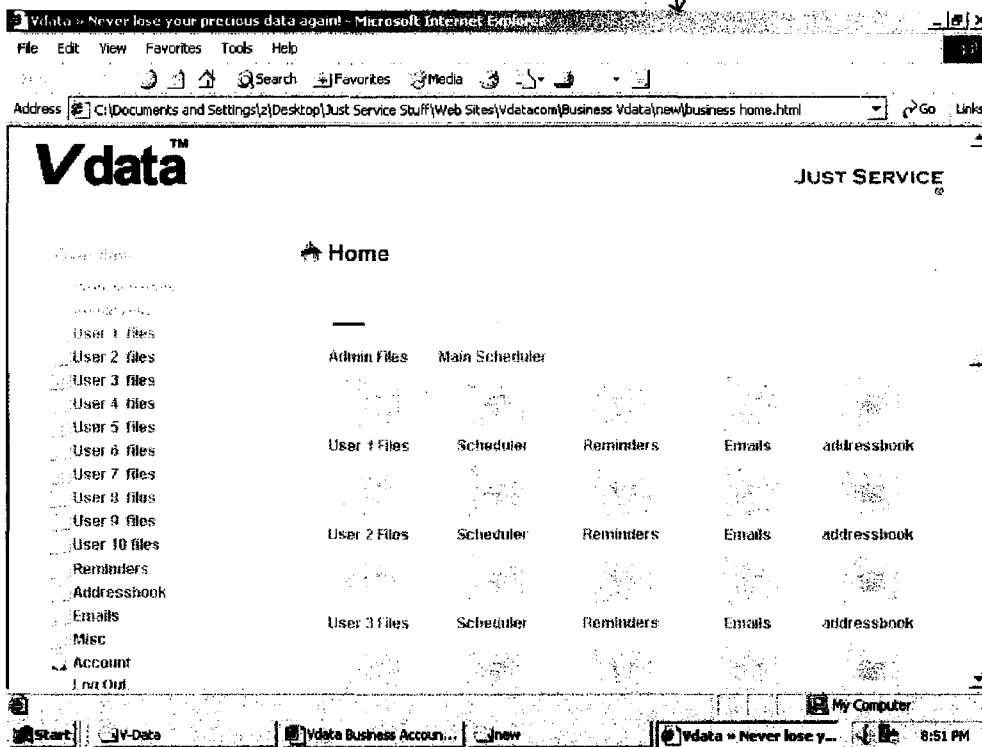 Vdata » Never lose your precious data again! - Microsoft Internet Explorer
File Edit View Favorites Tools Help
Search Favorites Media
Address C:\Documents and Settings\z\Desktop\Just Service Stuff\Web Sites\Vdatacom\Business Vdata\new\business home.html Go Links
Vdata™
JUST SERVICE®
Home
User 1 files
User 2 files
User 3 files
User 4 files
User 5 files
User 6 files
User 7 files
User 8 files
User 9 files
User 10 files
Reminders
Addressbook
Emails
Misc
Account
Log Out
Admin Files Main Scheduler
User 1 Files Scheduler Reminders Emails addressbook
User 2 Files Scheduler Reminders Emails addressbook
User 3 Files Scheduler Reminders Emails addressbook
My Computer
Start V-Data Vdata Business Accoun... new Vdata » Never lose y... 8:51 PM